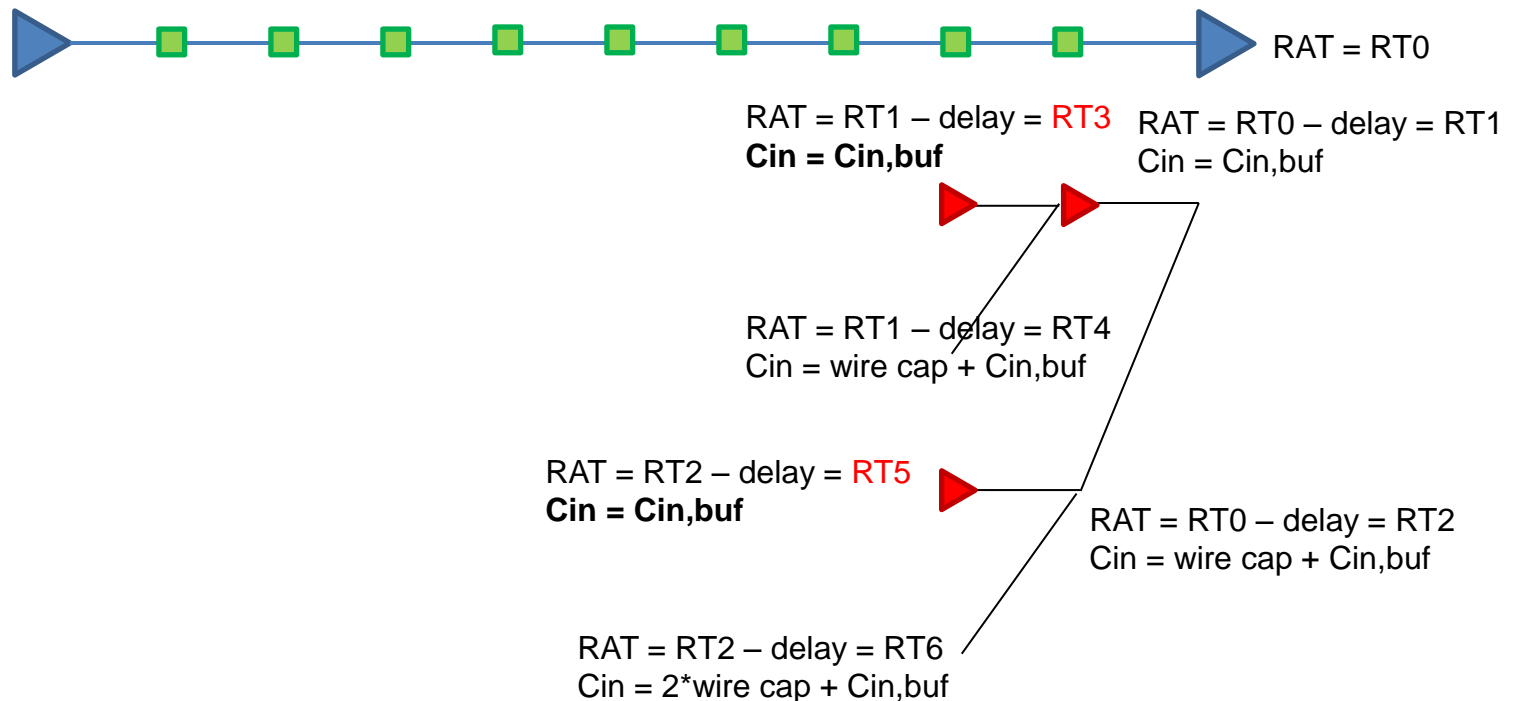 RAT = RT0
RAT = RT1 – delay = RT3
Cin = Cin,buf
RAT = RT0 – delay = RT1
Cin = Cin,buf
RAT = RT1 – delay = RT4
Cin = wire cap + Cin,buf
RAT = RT2 – delay = RT5
Cin = Cin,buf
RAT = RT0 – delay = RT2
Cin = wire cap + Cin,buf
RAT = RT2 – delay = RT6
Cin = 2*wire cap + Cin,buf